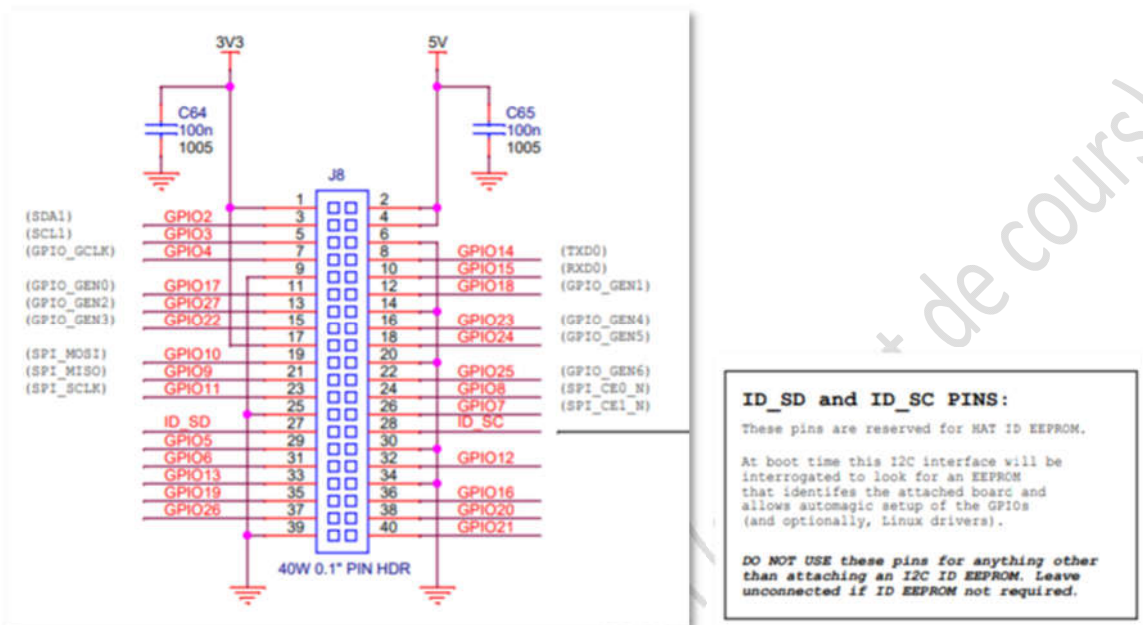 3V3 5V
C64
100n
1005
C65
100n
1005
J8
1 2
(SDA1) GPIO2 3 4
(SCL1) GPIO3 5 6
(GPIO_GCLK) GPIO4 7 8 GPIO14 (TXD0)
9 10 GPIO15 (RXD0)
(GPIO_GEN0) GPIO17 11 12 GPIO18 (GPIO_GEN1)
(GPIO_GEN2) GPIO27 13 14
(GPIO_GEN3) GPIO22 15 16 GPIO23 (GPIO_GEN4)
17 18 GPIO24 (GPIO_GEN5)
(SPI_MOSI) GPIO10 19 20
(SPI_MISO) GPIO9 21 22 GPIO25 (GPIO_GEN6)
(SPI_SCLK) GPIO11 23 24 GPIO8 (SPI_CE0_N)
25 26 GPIO7 (SPI_CE1_N)
ID_SD 27 28 ID_SC
GPIO5 29 30
GPIO6 31 32 GPIO12
GPIO13 33 34
GPIO19 35 36 GPIO16
GPIO26 37 38 GPIO20
39 40 GPIO21
40W 0.1" PIN HDR
ID_SD and ID_SC PINS:
These pins are reserved for HAT ID EEPROM.
At boot time this I2C interface will be
interrogated to look for an EEPROM
that identifes the attached board and
allows automagic setup of the GPIOs
(and optionally, Linux drivers).
DO NOT USE these pins for anything other
than attaching an I2C ID EEPROM. Leave
unconnected if ID EEPROM not required.
t de cours